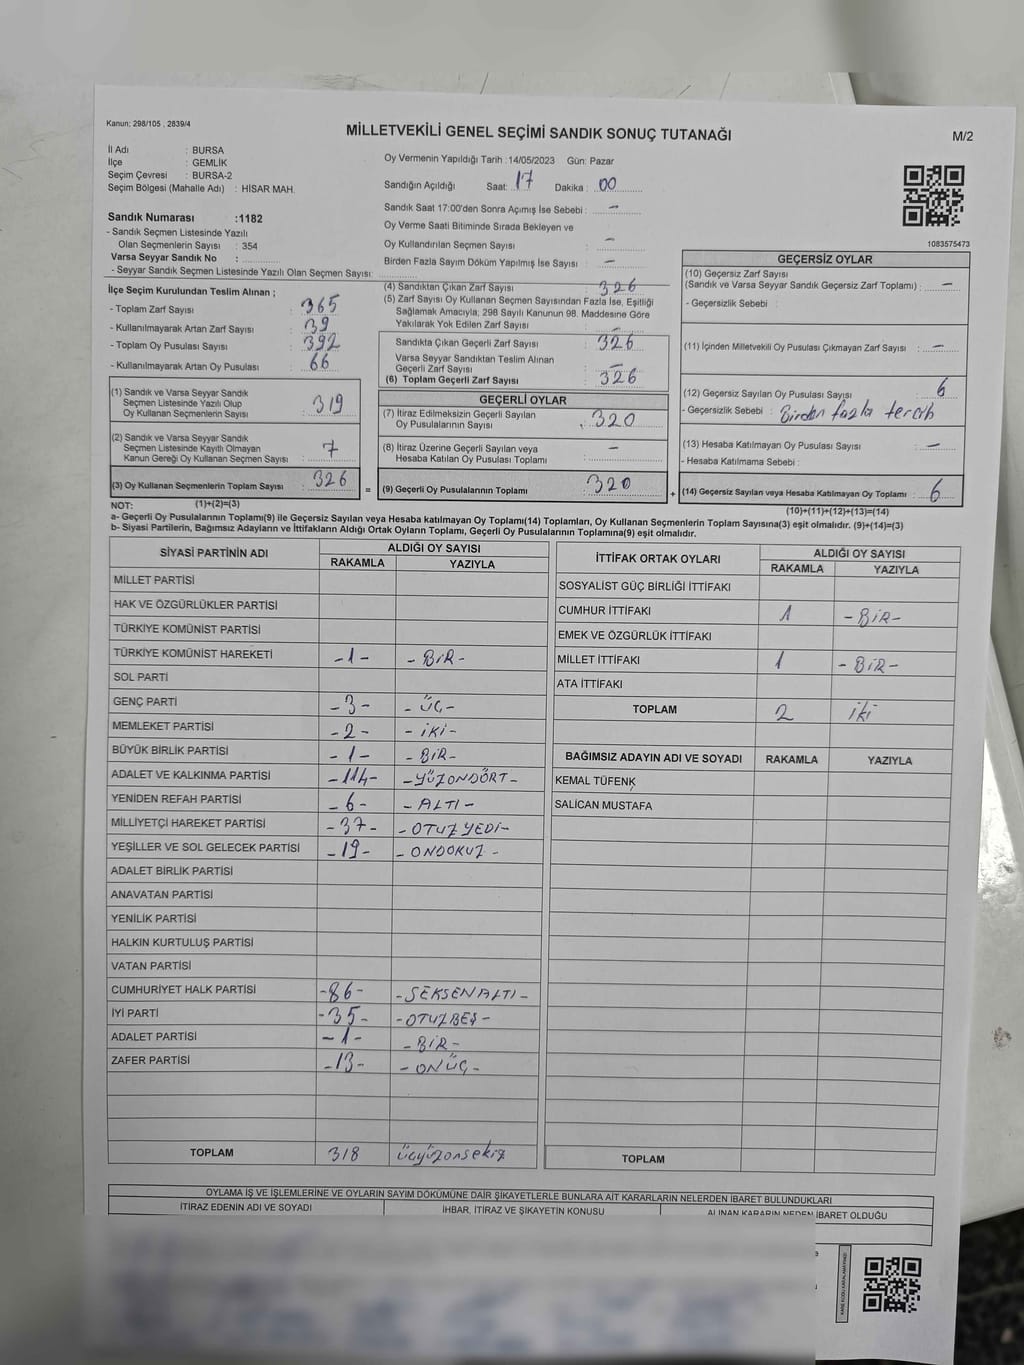 Kanun: 298/105 , 2839/4
MİLLETVEKİLİ GENEL SEÇİMİ SANDIK SONUÇ TUTANAĞI
M/2
İl Adı : BURSA
İlçe : GEMLİK
Seçim Çevresi : BURSA-2
Seçim Bölgesi (Mahalle Adı) : HİSAR MAH.
Sandık Numarası :1182
- Sandık Seçmen Listesinde Yazılı
Olan Seçmenlerin Sayısı : 354
Varsa Seyyar Sandık No :
- Seyyar Sandık Seçmen Listesinde Yazılı Olan Seçmen Sayısı:
Oy Vermenin Yapıldığı Tarih :14/05/2023 Gün: Pazar
Sandığın Açıldığı Saat: 17 Dakika : 00
Sandık Saat 17:00'den Sonra Açılmış İse Sebebi : -
Oy Verme Saati Bitiminde Sırada Bekleyen ve
Oy Kullandırılan Seçmen Sayısı : -
Birden Fazla Sayım Döküm Yapılmış İse Sayısı : -
1083575473
İlçe Seçim Kurulundan Teslim Alınan ;
- Toplam Zarf Sayısı : 365
- Kullanılmayarak Artan Zarf Sayısı : 39
- Toplam Oy Pusulası Sayısı : 392
- Kullanılmayarak Artan Oy Pusulası : 66
(1) Sandık ve Varsa Seyyar Sandık
Seçmen Listesinde Yazılı Olup
Oy Kullanan Seçmenlerin Sayısı : 319
(2) Sandık ve Varsa Seyyar Sandık
Seçmen Listesinde Kayıtlı Olmayan
Kanun Gereği Oy Kullanan Seçmen Sayısı : 7
(3) Oy Kullanan Seçmenlerin Toplam Sayısı : 326
(1)+(2)=(3)
(4) Sandıktan Çıkan Zarf Sayısı : 326
(5) Zarf Sayısı Oy Kullanan Seçmen Sayısından Fazla İse, Eşitliği
Sağlamak Amacıyla; 298 Sayılı Kanunun 98. Maddesine Göre
Yakılarak Yok Edilen Zarf Sayısı : -
Sandıkta Çıkan Geçerli Zarf Sayısı : 326
Varsa Seyyar Sandıktan Teslim Alınan
Geçerli Zarf Sayısı : -
(6) Toplam Geçerli Zarf Sayısı : 326
GEÇERLİ OYLAR
(7) İtiraz Edilmeksizin Geçerli Sayılan
Oy Pusulalarının Sayısı : 320
(8) İtiraz Üzerine Geçerli Sayılan veya
Hesaba Katılan Oy Pusulası Toplamı : -
= (9) Geçerli Oy Pusulalarının Toplamı : 320
GEÇERSİZ OYLAR
(10) Geçersiz Zarf Sayısı
(Sandık ve Varsa Seyyar Sandık Geçersiz Zarf Toplamı) : -
- Geçersizlik Sebebi :
(11) İçinden Milletvekili Oy Pusulası Çıkmayan Zarf Sayısı : -
(12) Geçersiz Sayılan Oy Pusulası Sayısı : 6
- Geçersizlik Sebebi : Birden fazla tercih
(13) Hesaba Katılmayan Oy Pusulası Sayısı : -
- Hesaba Katılmama Sebebi :
+ (14) Geçersiz Sayılan veya Hesaba Katılmayan Oy Toplamı : 6
(10)+(11)+(12)+(13)=(14)
NOT:
a- Geçerli Oy Pusulalarının Toplamı(9) ile Geçersiz Sayılan veya Hesaba katılmayan Oy Toplamı(14) Toplamları, Oy Kullanan Seçmenlerin Toplam Sayısına(3) eşit olmalıdır. (9)+(14)=(3)
b- Siyasi Partilerin, Bağımsız Adayların ve İttifakların Aldığı Ortak Oyların Toplamı, Geçerli Oy Pusulalarının Toplamına(9) eşit olmalıdır.
SİYASİ PARTİNİN ADI ALDIĞI OY SAYISI
RAKAMLA YAZIYLA
MİLLET PARTİSİ
HAK VE ÖZGÜRLÜKLER PARTİSİ
TÜRKİYE KOMÜNİST PARTİSİ
TÜRKİYE KOMÜNİST HAREKETİ -1- -BİR-
SOL PARTİ
GENÇ PARTİ -3- -ÜÇ-
MEMLEKET PARTİSİ -2- -İKİ-
BÜYÜK BİRLİK PARTİSİ -1- -BİR-
ADALET VE KALKINMA PARTİSİ -114- -YÜZONDÖRT-
YENİDEN REFAH PARTİSİ -6- -ALTI-
MİLLİYETÇİ HAREKET PARTİSİ -37- -OTUZYEDİ-
YEŞİLLER VE SOL GELECEK PARTİSİ -19- -ONDOKUZ-
ADALET BİRLİK PARTİSİ
ANAVATAN PARTİSİ
YENİLİK PARTİSİ
HALKIN KURTULUŞ PARTİSİ
VATAN PARTİSİ
CUMHURİYET HALK PARTİSİ -86- -SEKSENALTI-
İYİ PARTİ -35- -OTUZBEŞ-
ADALET PARTİSİ -1- -BİR-
ZAFER PARTİSİ -13- -ONÜÇ-
TOPLAM 318 üçyüzonsekiz
İTTİFAK ORTAK OYLARI ALDIĞI OY SAYISI
RAKAMLA YAZIYLA
SOSYALİST GÜÇ BİRLİĞİ İTTİFAKI
CUMHUR İTTİFAKI 1 -BİR-
EMEK VE ÖZGÜRLÜK İTTİFAKI
MİLLET İTTİFAKI 1 -BİR-
ATA İTTİFAKI
TOPLAM 2 iki
BAĞIMSIZ ADAYIN ADI VE SOYADI RAKAMLA YAZIYLA
KEMAL TÜFENK
SALİCAN MUSTAFA
TOPLAM
OYLAMA İŞ VE İŞLEMLERİNE VE OYLARIN SAYIM DÖKÜMÜNE DAİR ŞİKAYETLERLE BUNLARA AİT KARARLARIN NELERDEN İBARET BULUNDUKLARI
İTİRAZ EDENİN ADI VE SOYADI İHBAR, İTİRAZ VE ŞİKAYETİN KONUSU ALINAN KARARIN NEDEN İBARET OLDUĞU